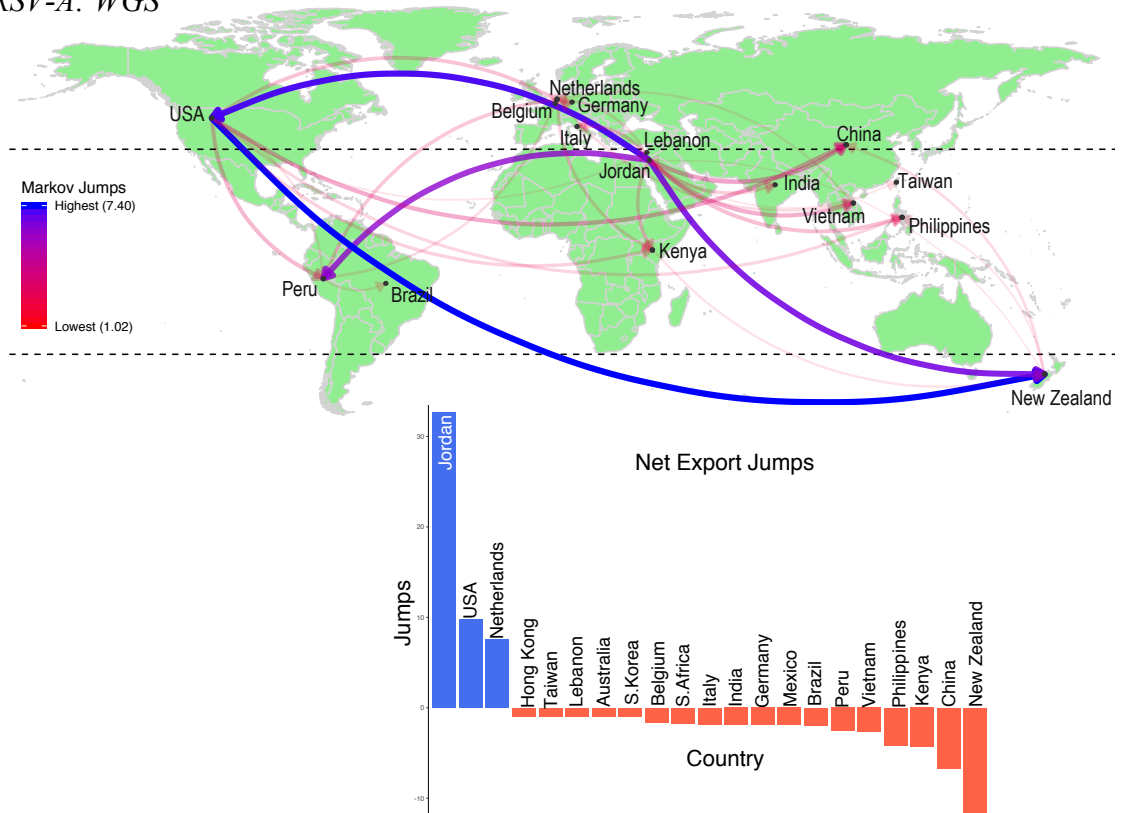 RSV-A: WGS
Netherlands
Belgium
Germany
USA
Italy
Lebanon
China
Jordan
India
Taiwan
Markov Jumps
Highest (7.40)
Vietnam
Philippines
Kenya
Peru
Brazil
Lowest (1.02)
New Zealand
Net Export Jumps
30
20
10
0
-10
Jumps
Jordan
USA
Netherlands
Hong Kong
Taiwan
Lebanon
Australia
S.Korea
Belgium
S.Africa
Italy
India
Germany
Mexico
Brazil
Peru
Vietnam
Philippines
Kenya
China
New Zealand
Country